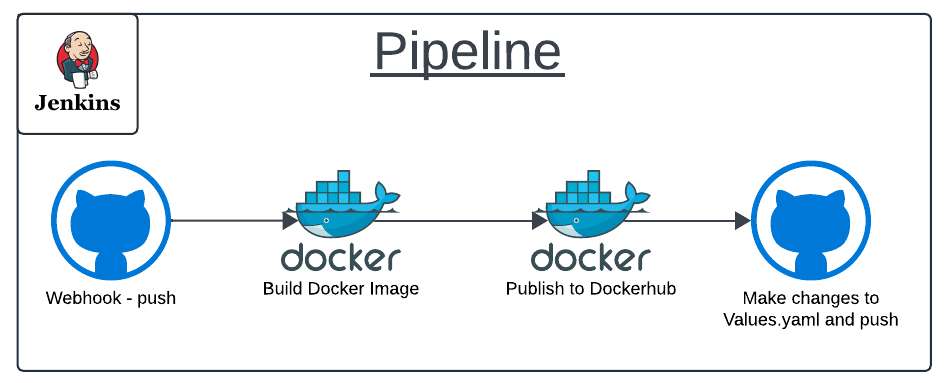 Pipeline
Jenkins
docker
docker
Webhook - push
Build Docker Image
Publish to Dockerhub
Make changes to
Values.yaml and push